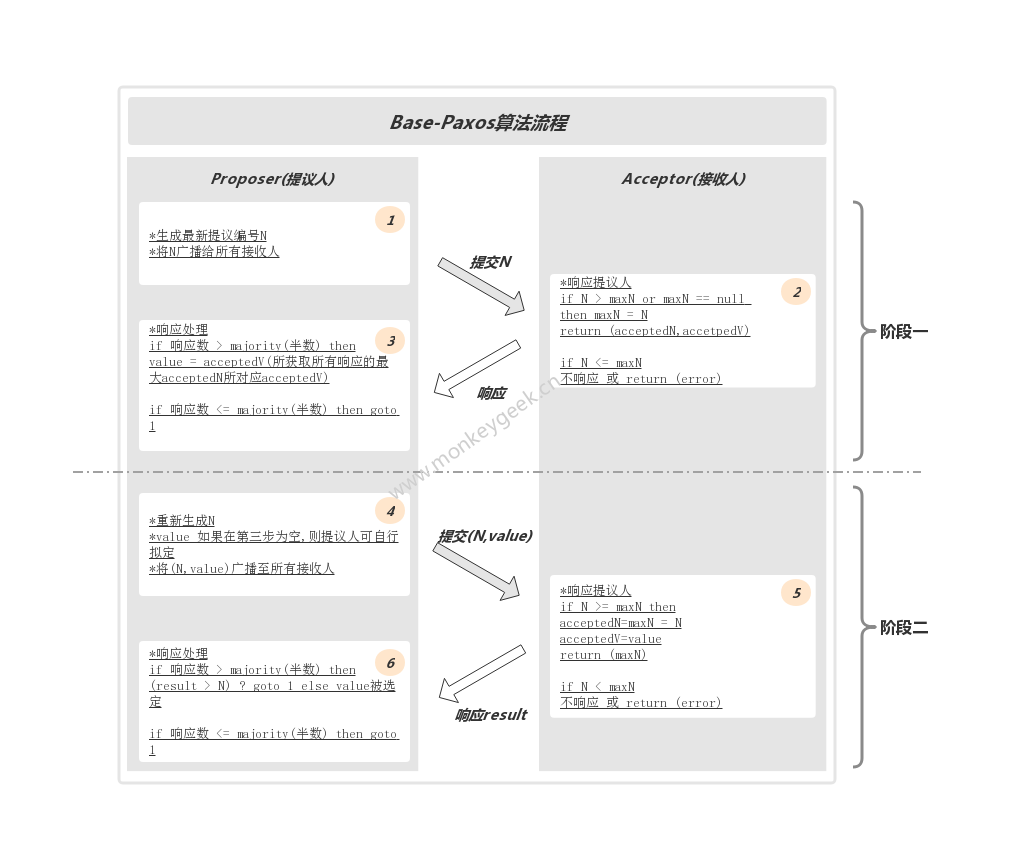 Base-Paxos算法流程
Proposer(提议人)
Acceptor(接收人)
1
*生成最新提议编号N
*将N广播给所有接收人
提交N
2
*响应提议人
if N > maxN or maxN == null
then maxN = N
return (acceptedN,accetpedV)
if N <= maxN
不响应 或 return (error)
3
*响应处理
if 响应数 > majority(半数) then
value = acceptedV(所获取所有响应的最
大acceptedN所对应acceptedV)
if 响应数 <= majority(半数) then goto
1
响应
阶段一
www.monkeygeek.cn
4
*重新生成N
*value 如果在第三步为空,则提议人可自行
拟定
*将(N,value)广播至所有接收人
提交(N,value)
5
*响应提议人
if N >= maxN then
acceptedN=maxN = N
acceptedV=value
return (maxN)
if N < maxN
不响应 或 return (error)
6
*响应处理
if 响应数 > majority(半数) then
(result > N) ? goto 1 else value被选
定
if 响应数 <= majority(半数) then goto
1
响应result
阶段二